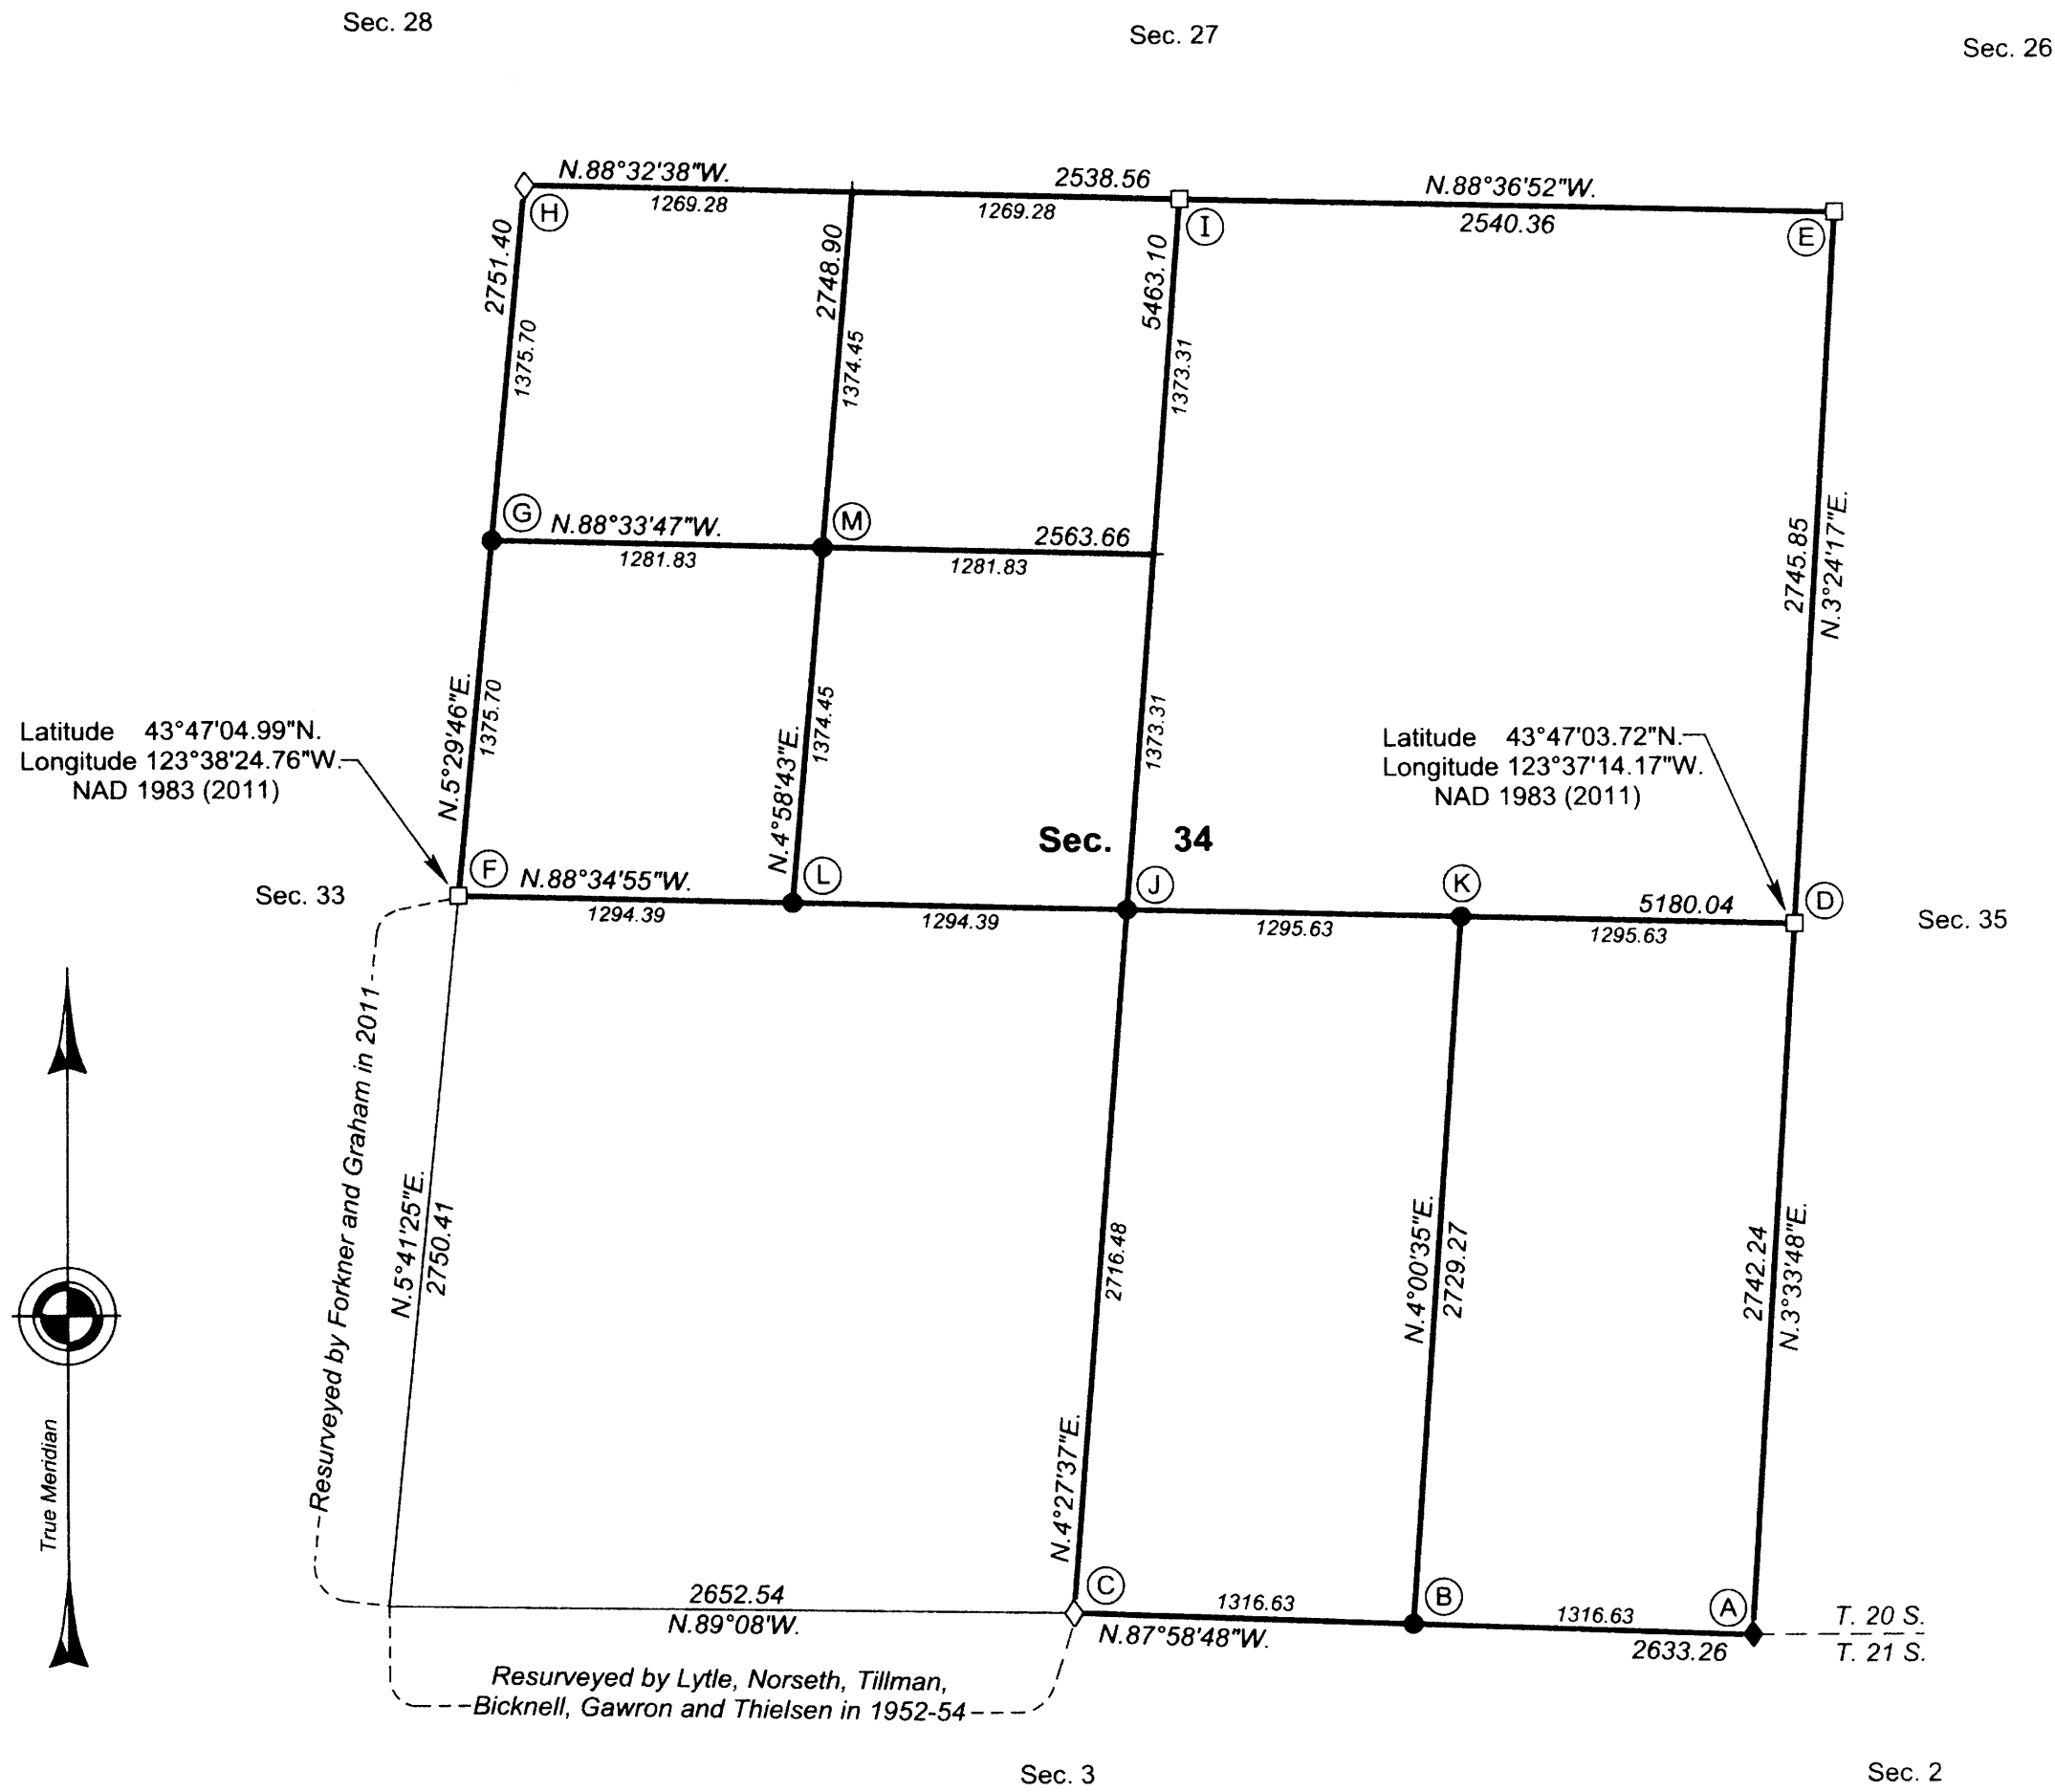 Sec. 28
Sec. 27
Sec. 26
N.88°32'38"W.
2538.56
N.88°36'52"W.
1269.28
1269.28
2540.36
H
I
E
2751.40
1375.70
2748.90
1374.45
5463.10
1373.31
2745.85
N.3°24'17"E.
G
N.88°33'47"W.
M
2563.66
1281.83
1281.83
N.5°29'46"E.
1375.70
N.4°58'43"E.
1374.45
1373.31
Latitude 43°47'04.99"N.
Longitude 123°38'24.76"W.
NAD 1983 (2011)
Latitude 43°47'03.72"N.
Longitude 123°37'14.17"W.
NAD 1983 (2011)
Sec. 34
Sec. 33
F
N.88°34'55"W.
L
J
K
5180.04
D
Sec. 35
1294.39
1294.39
1295.63
1295.63
Resurveyed by Forkner and Graham in 2011
N.5°41'25"E.
2750.41
2716.48
N.4°27'37"E.
N.4°00'35"E.
2729.27
2742.24
N.3°33'48"E.
True Meridian
2652.54
N.89°08'W.
C
1316.63
B
1316.63
A
N.87°58'48"W.
2633.26
T. 20 S.
T. 21 S.
Resurveyed by Lytle, Norseth, Tillman,
Bicknell, Gawron and Thielsen in 1952-54
Sec. 3
Sec. 2